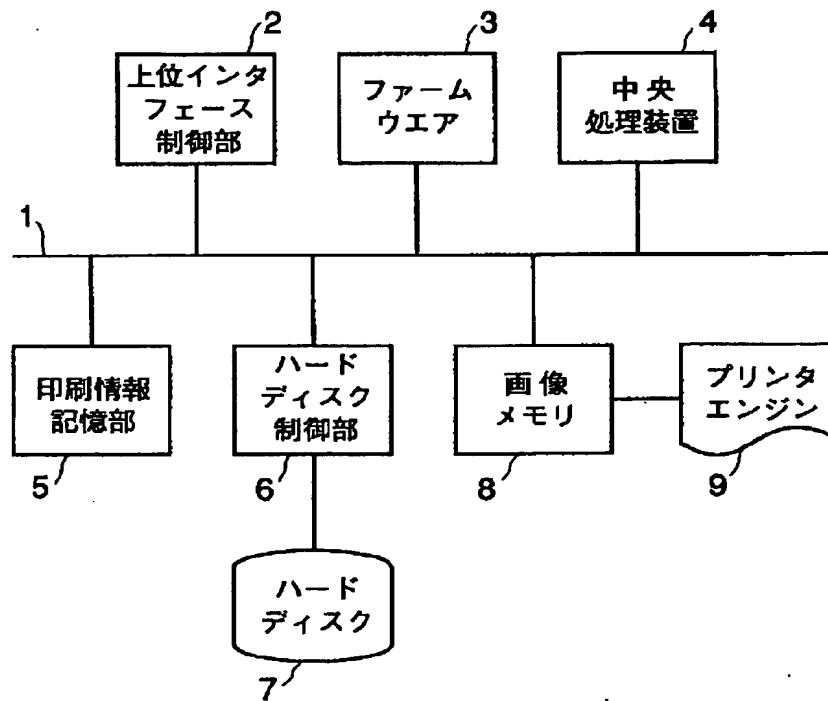 2
3
4
上位インタ
フェース
制御部
ファーム
ウエア
中央
処理装置
1
印刷情報
記憶部
ハード
ディスク
制御部
画像
メモリ
プリンタ
エンジン
5
6
8
9
ハード
ディスク
7